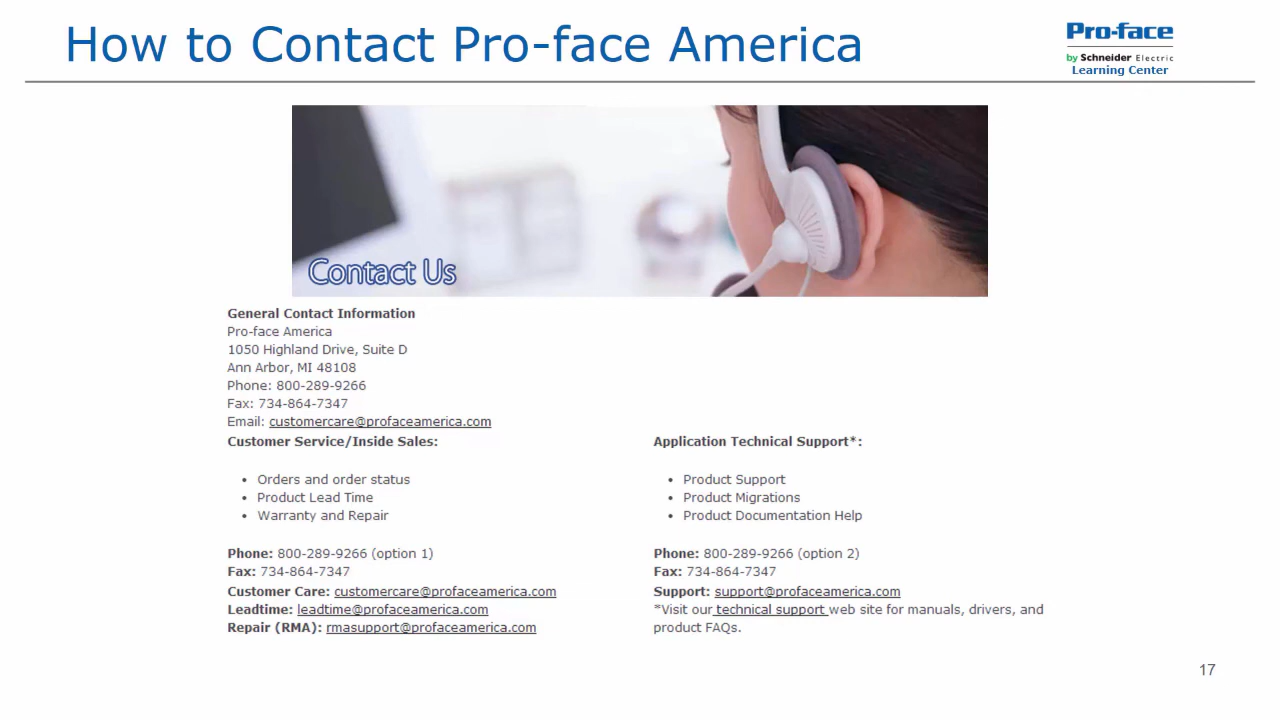 How to Contact Pro-face America
Pro-face
by Schneider Electric
Learning Center
Contact Us
General Contact Information
Pro-face America
1050 Highland Drive, Suite D
Ann Arbor, MI 48108
Phone: 800-289-9266
Fax: 734-864-7347
Email: customercare@profaceamerica.com
Customer Service/Inside Sales:
• Orders and order status
• Product Lead Time
• Warranty and Repair
Phone: 800-289-9266 (option 1)
Fax: 734-864-7347
Customer Care: customercare@profaceamerica.com
Leadtime: leadtime@profaceamerica.com
Repair (RMA): rmasupport@profaceamerica.com
Application Technical Support*:
• Product Support
• Product Migrations
• Product Documentation Help
Phone: 800-289-9266 (option 2)
Fax: 734-864-7347
Support: support@profaceamerica.com
*Visit our technical support web site for manuals, drivers, and
product FAQs.
17